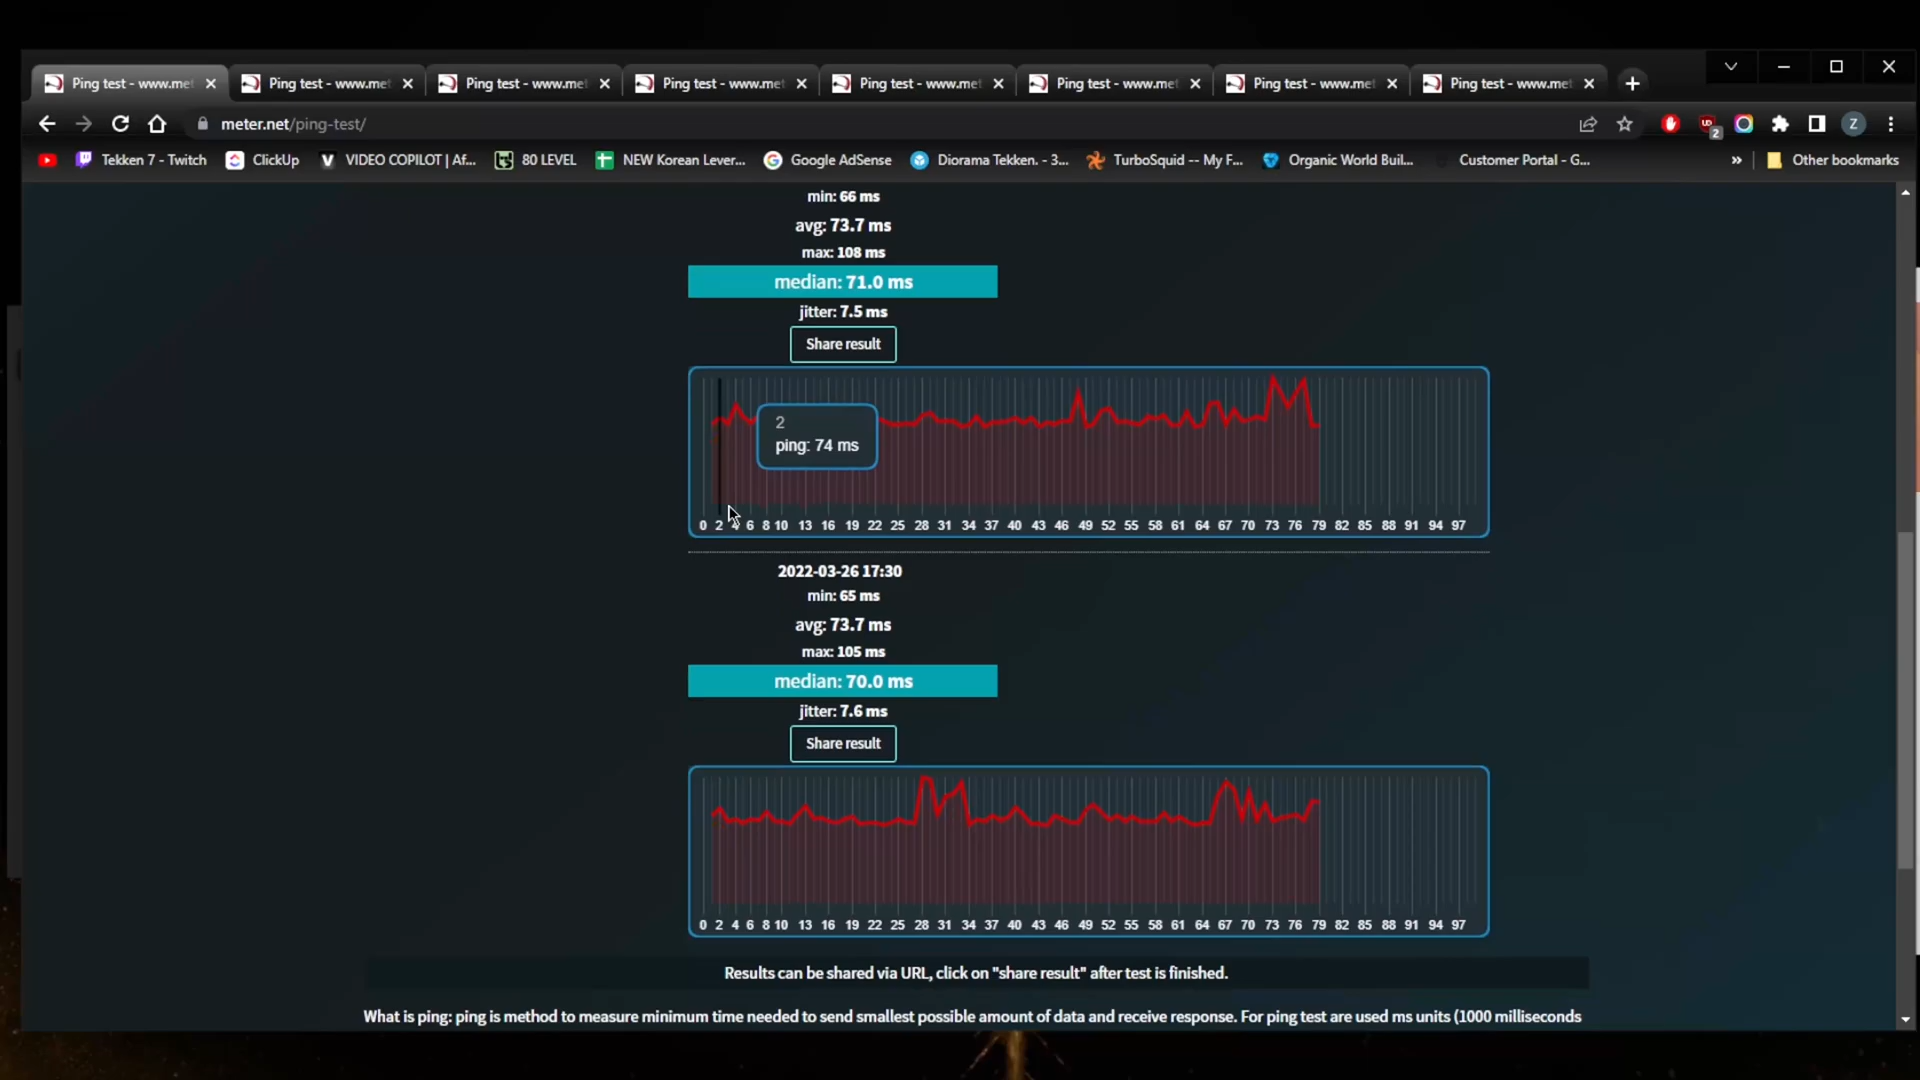 Ping test - www.met
Ping test - www.met
Ping test - www.met
Ping test - www.met
Ping test - www.met
Ping test - www.met
Ping test - www.met
Ping test - www.met
meter.net/ping-test/
2
Z
Tekken 7 - Twitch
ClickUp
VIDEO COPILOT | Af...
80 LEVEL
NEW Korean Lever...
Google AdSense
Diorama Tekken. - 3...
TurboSquid -- My F...
Organic World Buil...
Customer Portal - G...
»
Other bookmarks
min: 66 ms
avg: 73.7 ms
max: 108 ms
median: 71.0 ms
jitter: 7.5 ms
Share result
2
ping: 74 ms
0 2 4 6 8 10 13 16 19 22 25 28 31 34 37 40 43 46 49 52 55 58 61 64 67 70 73 76 79 82 85 88 91 94 97
2022-03-26 17:30
min: 65 ms
avg: 73.7 ms
max: 105 ms
median: 70.0 ms
jitter: 7.6 ms
Share result
0 2 4 6 8 10 13 16 19 22 25 28 31 34 37 40 43 46 49 52 55 58 61 64 67 70 73 76 79 82 85 88 91 94 97
Results can be shared via URL, click on "share result" after test is finished.
What is ping: ping is method to measure minimum time needed to send smallest possible amount of data and receive response. For ping test are used ms units (1000 milliseconds